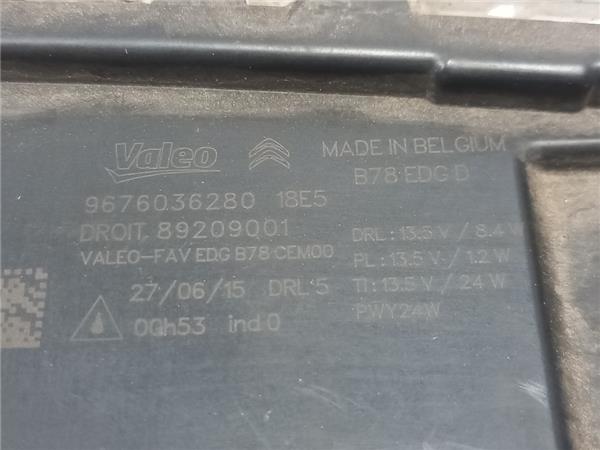 Valeo
MADE IN BELGIUM
B78 EDG D
9676036280 18E5
DROIT 89209001
VALEO-FAV EDG B78 CEM00
DRL : 13.5 V / 8.4 W
PL : 13.5 V / 1.2 W
TI : 13.5 V / 24 W
PWY24W
27/06/15 DRL 5
00h53 ind 0